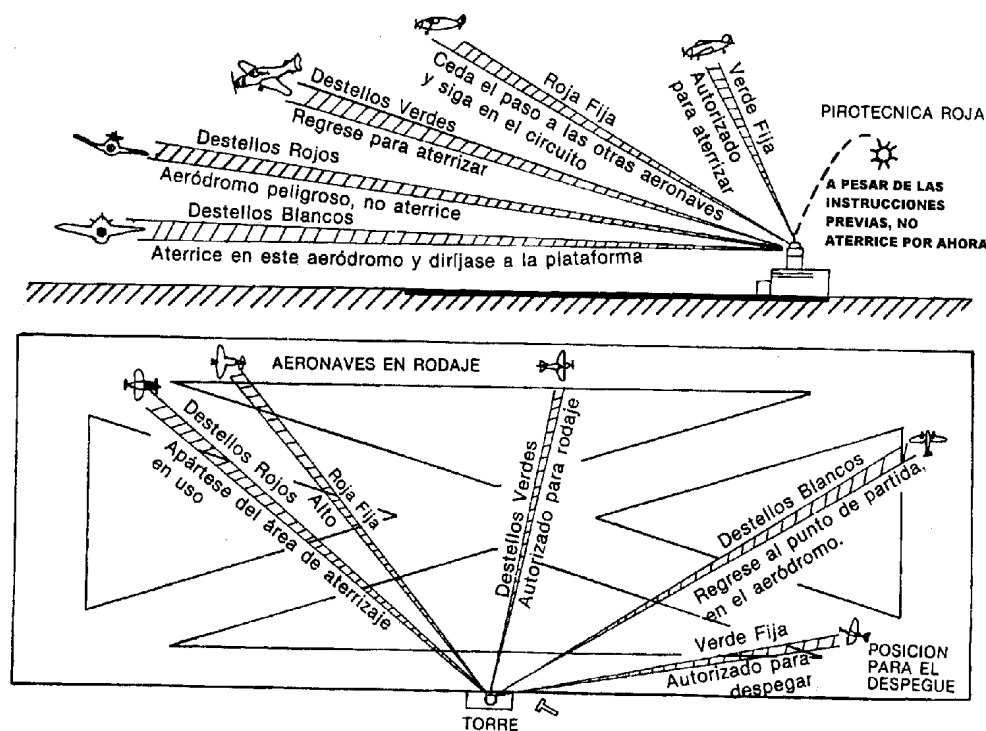 Roja Fija
Ceda el paso a las otras aeronaves
y siga en el circuito
Verde Fija
Autorizado
para aterrizar
Destellos Verdes
Regrese para aterrizar
PIROTECNICA ROJA
A PESAR DE LAS
INSTRUCCIONES
PREVIAS, NO
ATERRICE POR AHORA
Destellos Rojos
Aeródromo peligroso, no aterrice
Destellos Blancos
Aterrice en este aeródromo y diríjase a la plataforma
AERONAVES EN RODAJE
Destellos Rojos
Apártese del área de aterrizaje
en uso
Roja Fija
Alto
Destellos Verdes
Autorizado para rodaje
Destellos Blancos
Regrese al punto de partida,
en el aeródromo.
Verde Fija
Autorizado para
despegar
POSICION
PARA EL
DESPEGUE
TORRE
T